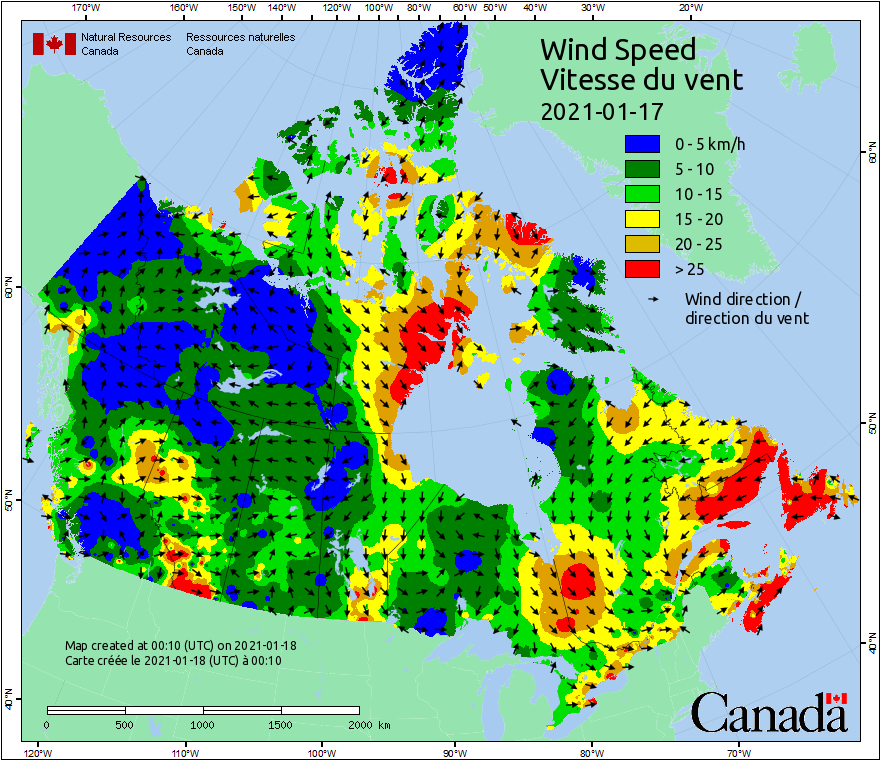 170°W 160°W 150°W 140°W 130°W 120°W 110°W 100°W 90°W 80°W 70°W 60°W 50°W 40°W 30°W 20°W
Natural Resources Ressources naturelles
Canada Canada
Wind Speed
Vitesse du vent
2021-01-17
0 - 5 km/h
5 - 10
10 - 15
15 - 20
20 - 25
> 25
Wind direction /
direction du vent
60°N
60°N
50°N
50°N
40°N
40°N
Map created at 00:10 (UTC) on 2021-01-18
Carte créée le 2021-01-18 (UTC) à 00:10
0 500 1000 1500 2000 km
Canada
120°W 110°W 100°W 90°W 80°W 70°W